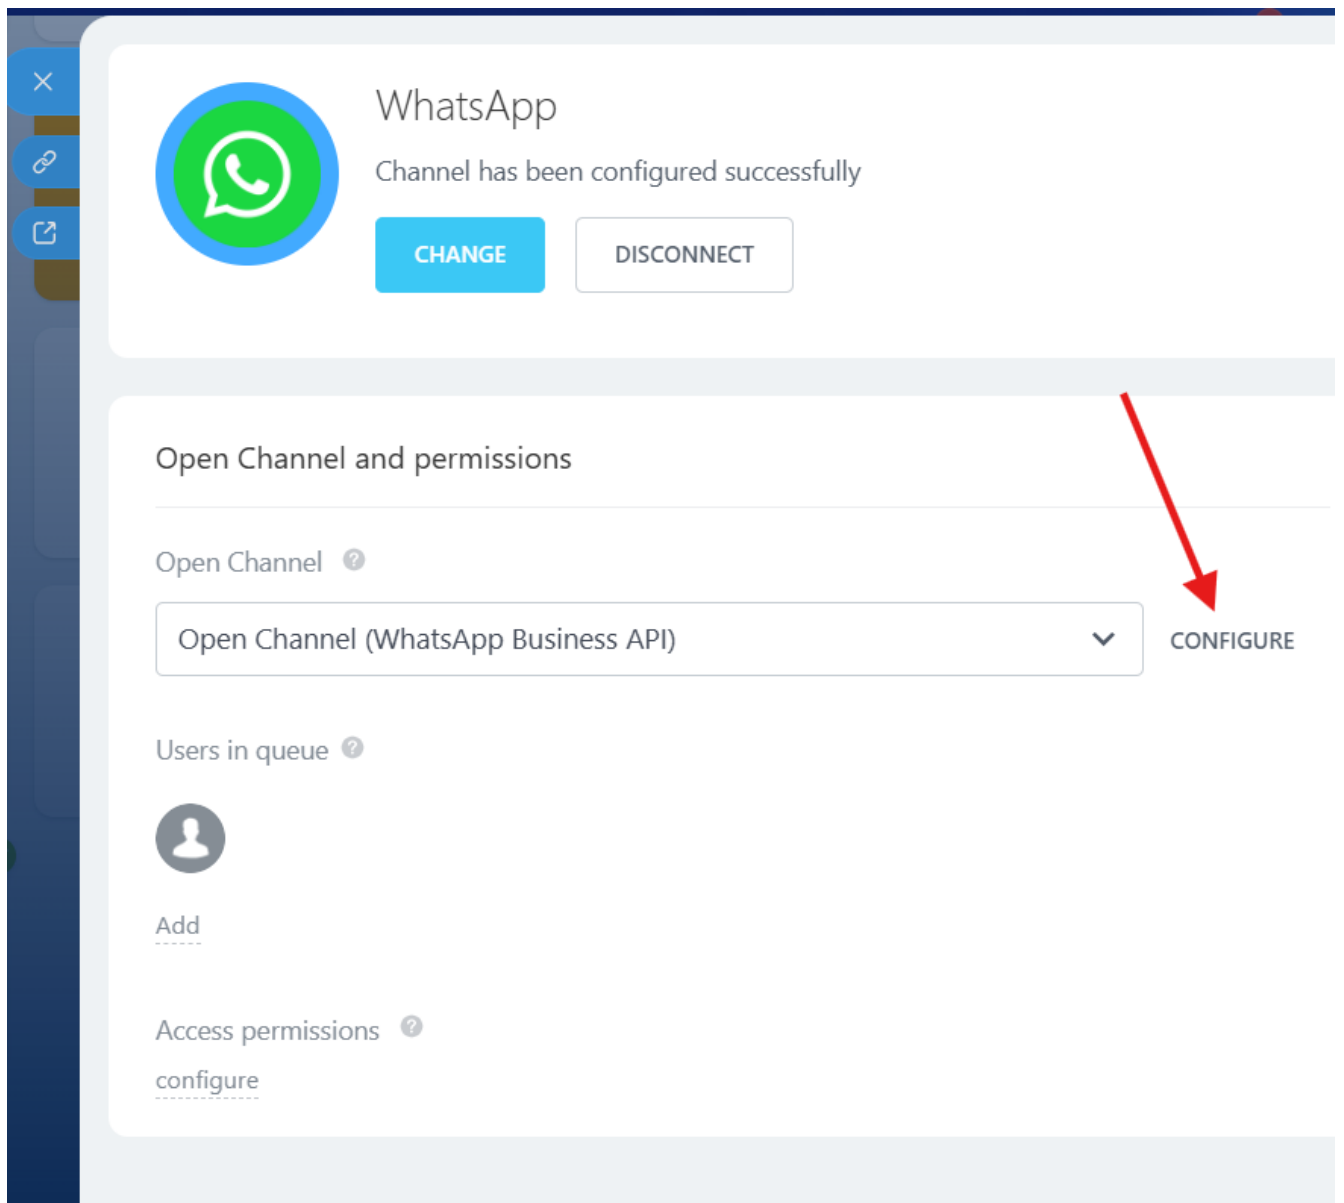 WhatsApp
Channel has been configured successfully
CHANGE
DISCONNECT
Open Channel and permissions
Open Channel ?
Open Channel (WhatsApp Business API)
CONFIGURE
Users in queue ?
Add
Access permissions ?
configure